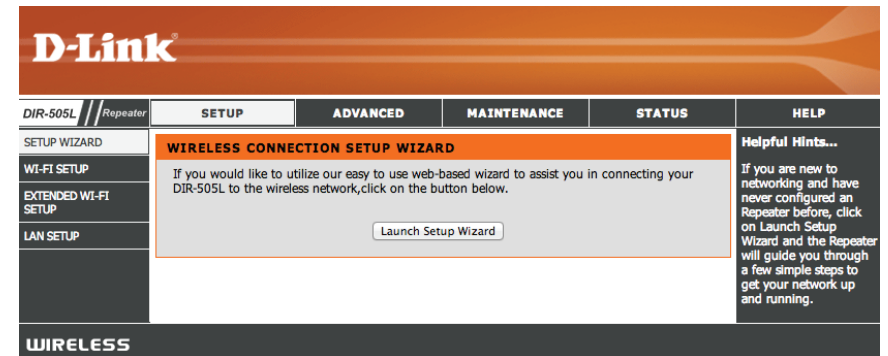 D-Link®
DIR-505L // Repeater
SETUP
ADVANCED
MAINTENANCE
STATUS
HELP
SETUP WIZARD
WI-FI SETUP
EXTENDED WI-FI
SETUP
LAN SETUP
WIRELESS CONNECTION SETUP WIZARD
If you would like to utilize our easy to use web-based wizard to assist you in connecting your
DIR-505L to the wireless network,click on the button below.
Launch Setup Wizard
Helpful Hints...
If you are new to
networking and have
never configured an
Repeater before, click
on Launch Setup
Wizard and the Repeater
will guide you through
a few simple steps to
get your network up
and running.
WIRELESS